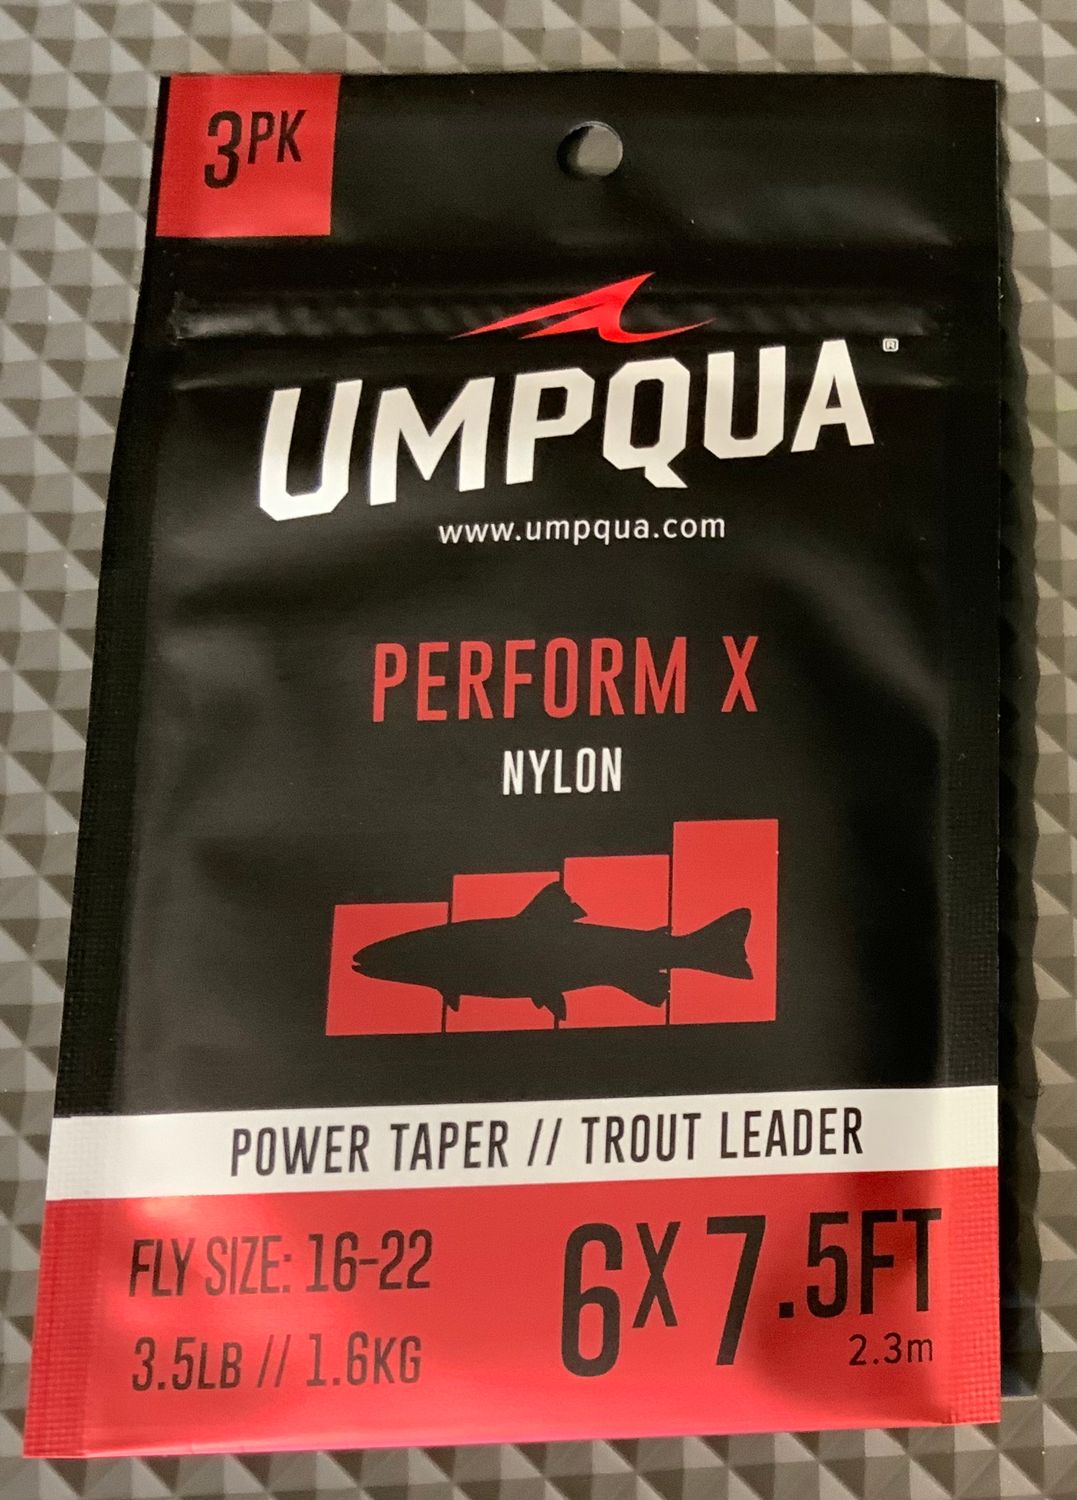 3PK
UMPQUA®
www.umpqua.com
PERFORM X
NYLON
POWER TAPER // TROUT LEADER
FLY SIZE: 16-22
3.5LB // 1.6KG
6X 7.5FT
2.3m